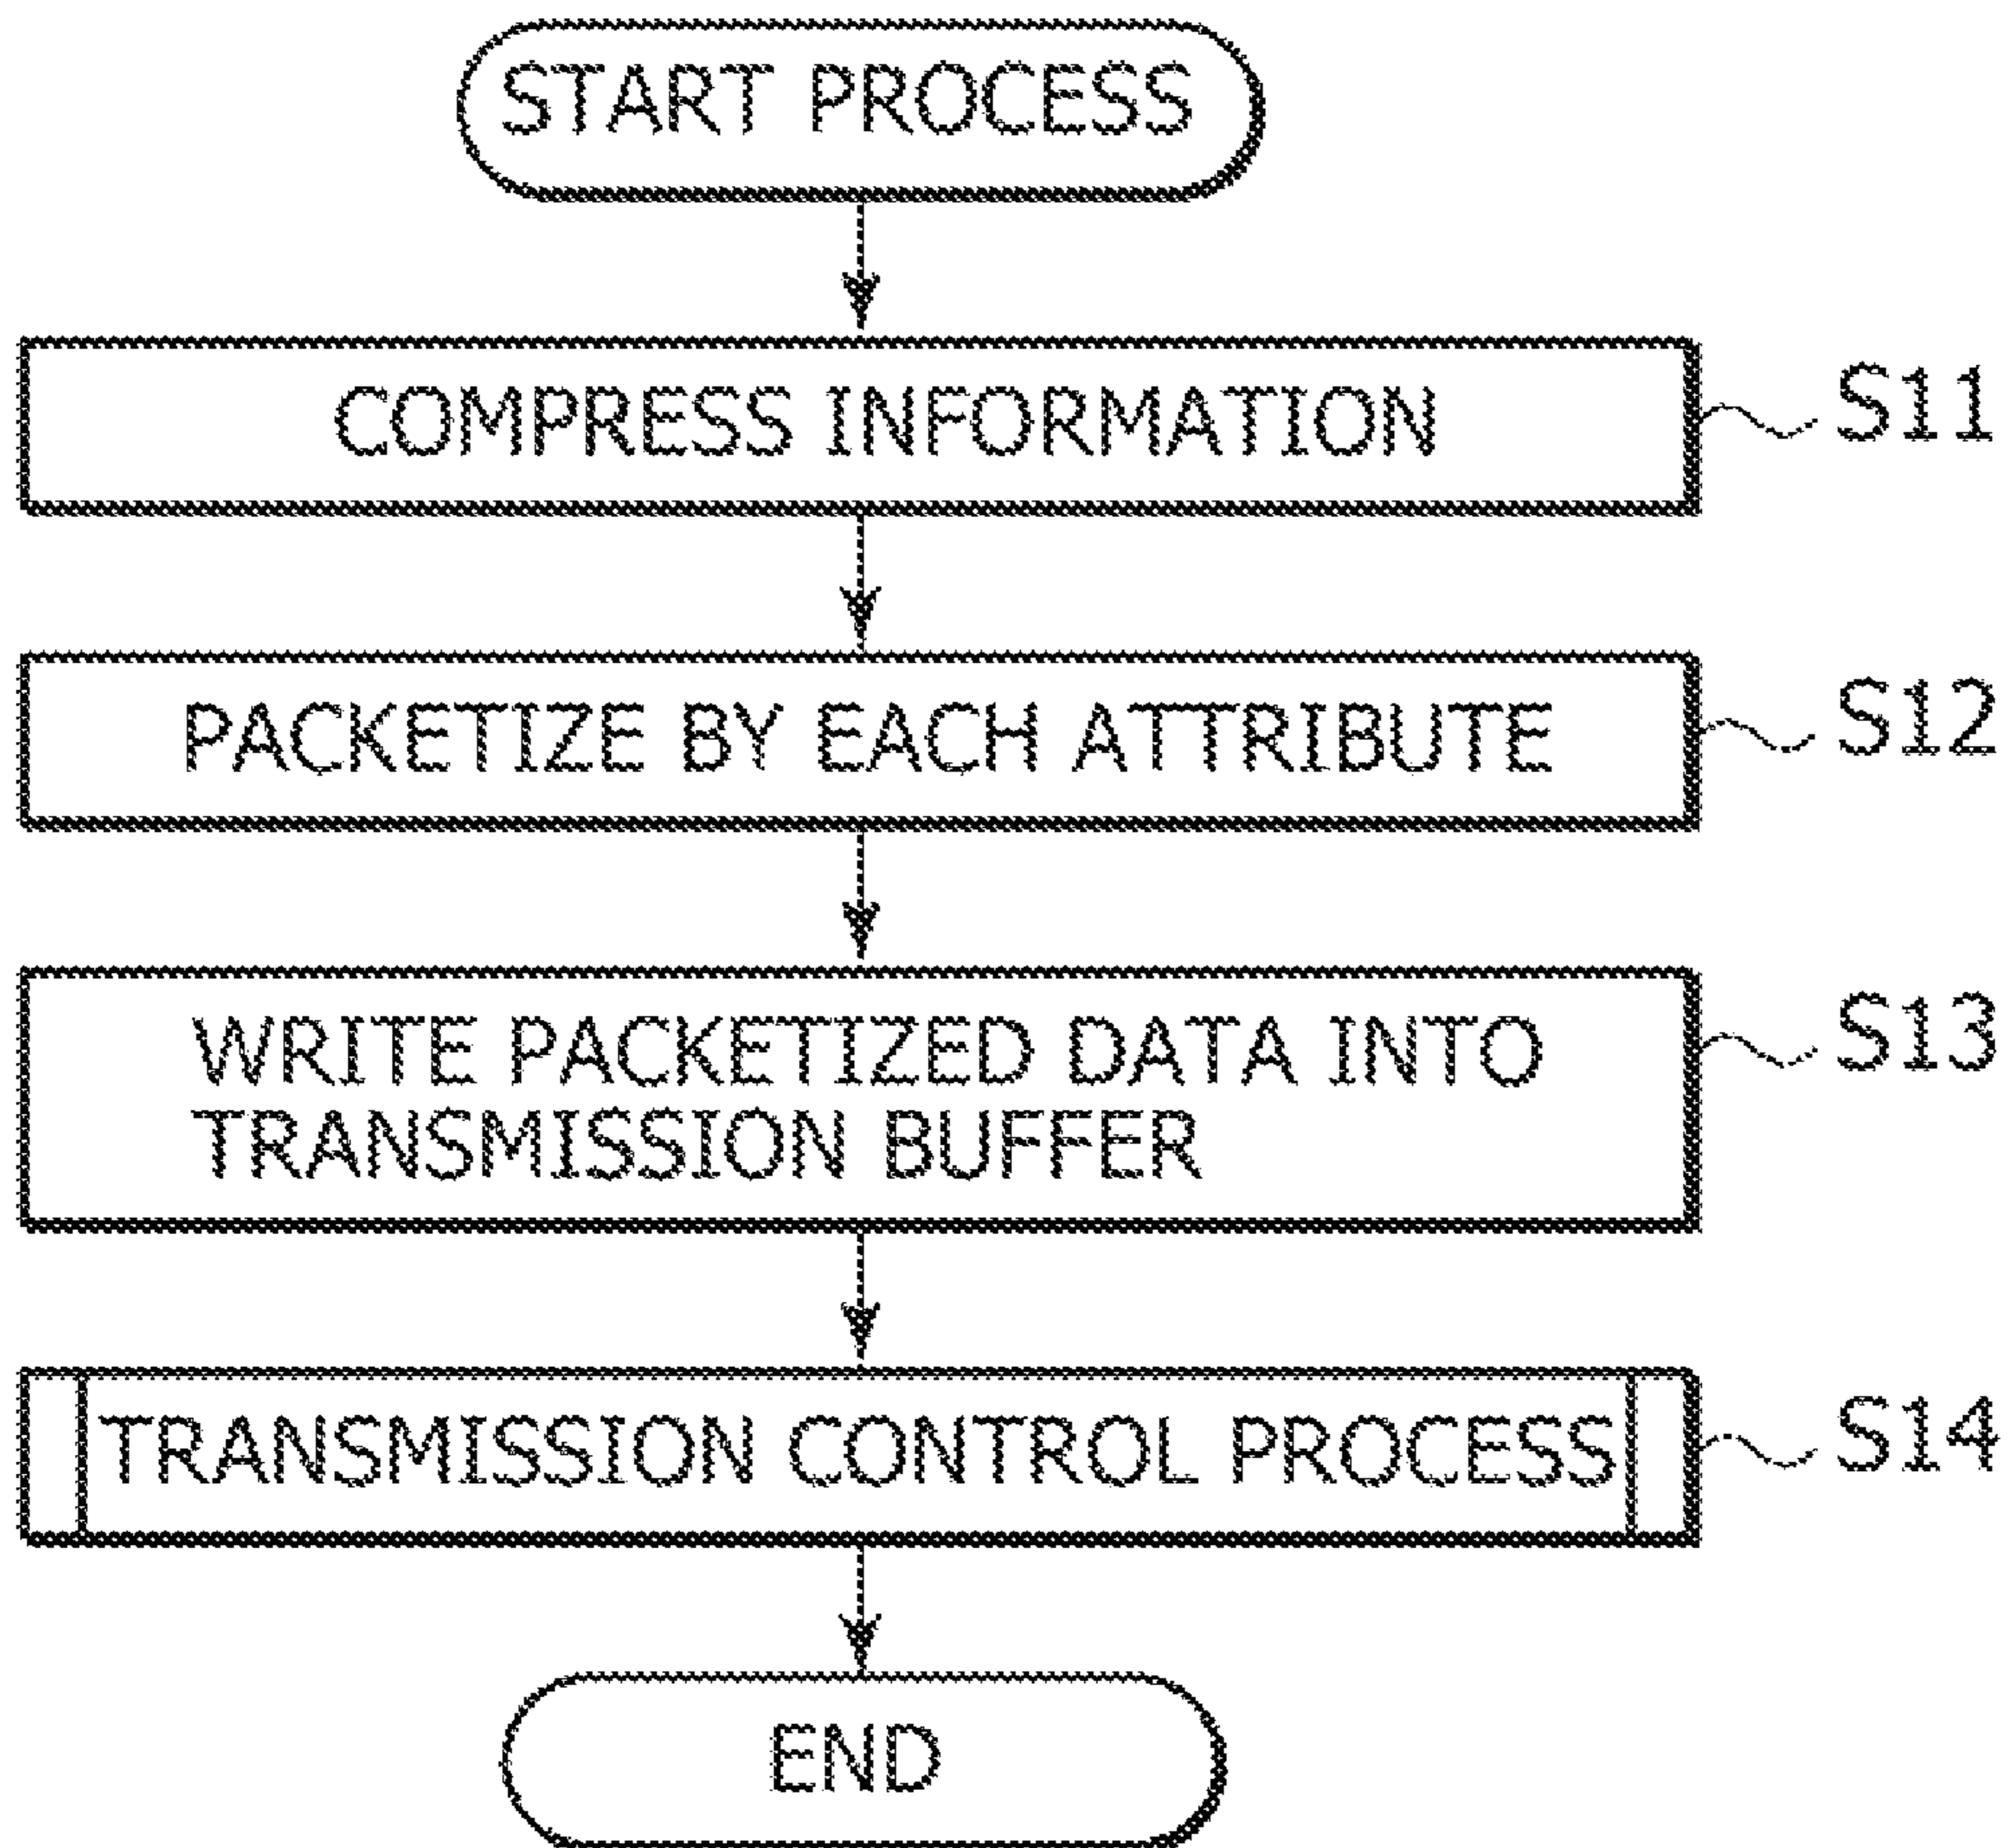 START PROCESS
COMPRESS INFORMATION
S11
PACKETIZE BY EACH ATTRIBUTE
S12
WRITE PACKETIZED DATA INTO
TRANSMISSION BUFFER
S13
TRANSMISSION CONTROL PROCESS
S14
END